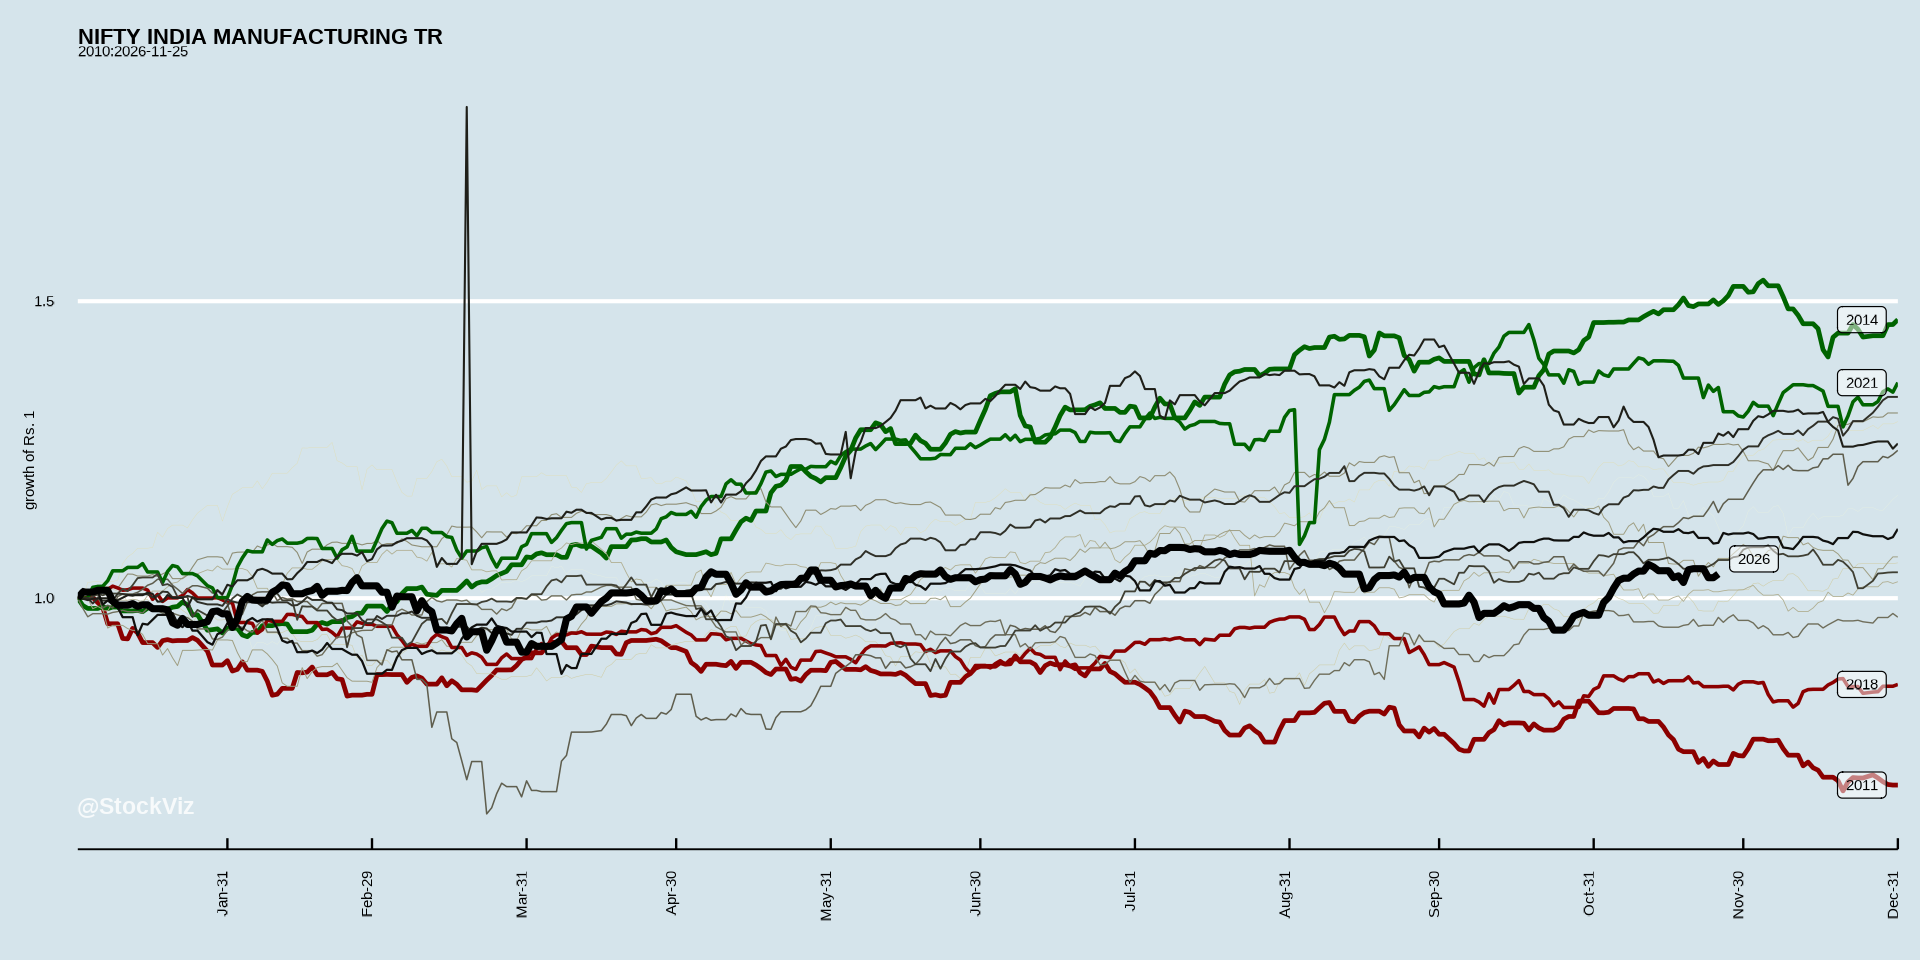 NIFTY INDIA MANUFACTURING TR
2010:2026-11-25
1.5
1.0
growth of Rs. 1
2014
2021
2026
2018
2011
@StockViz
Jan-31
Feb-29
Mar-31
Apr-30
May-31
Jun-30
Jul-31
Aug-31
Sep-30
Oct-31
Nov-30
Dec-31